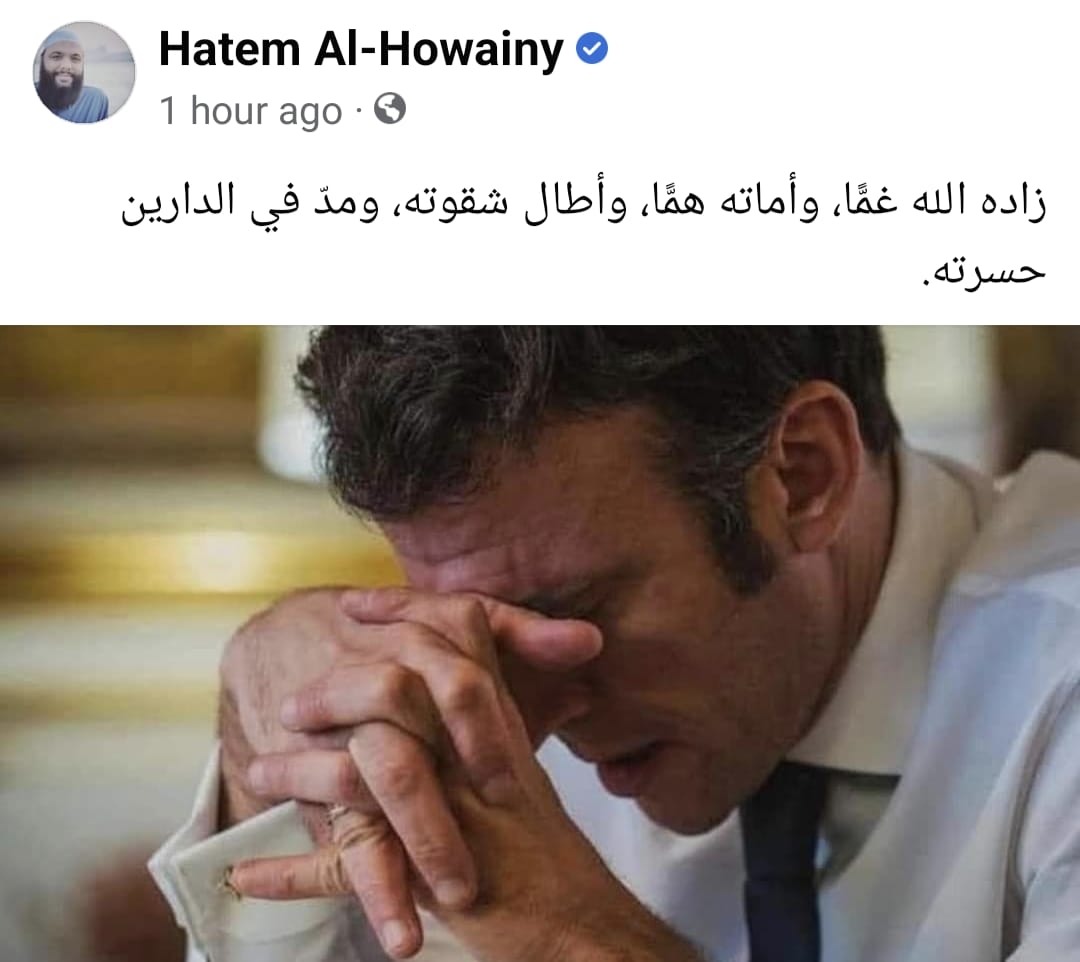 Hatem Al-Howainy
1 hour ago ·
زاده الله غمًّا، وأماته همًّا، وأطال شقوته، ومدّ في الدارين
حسرته.